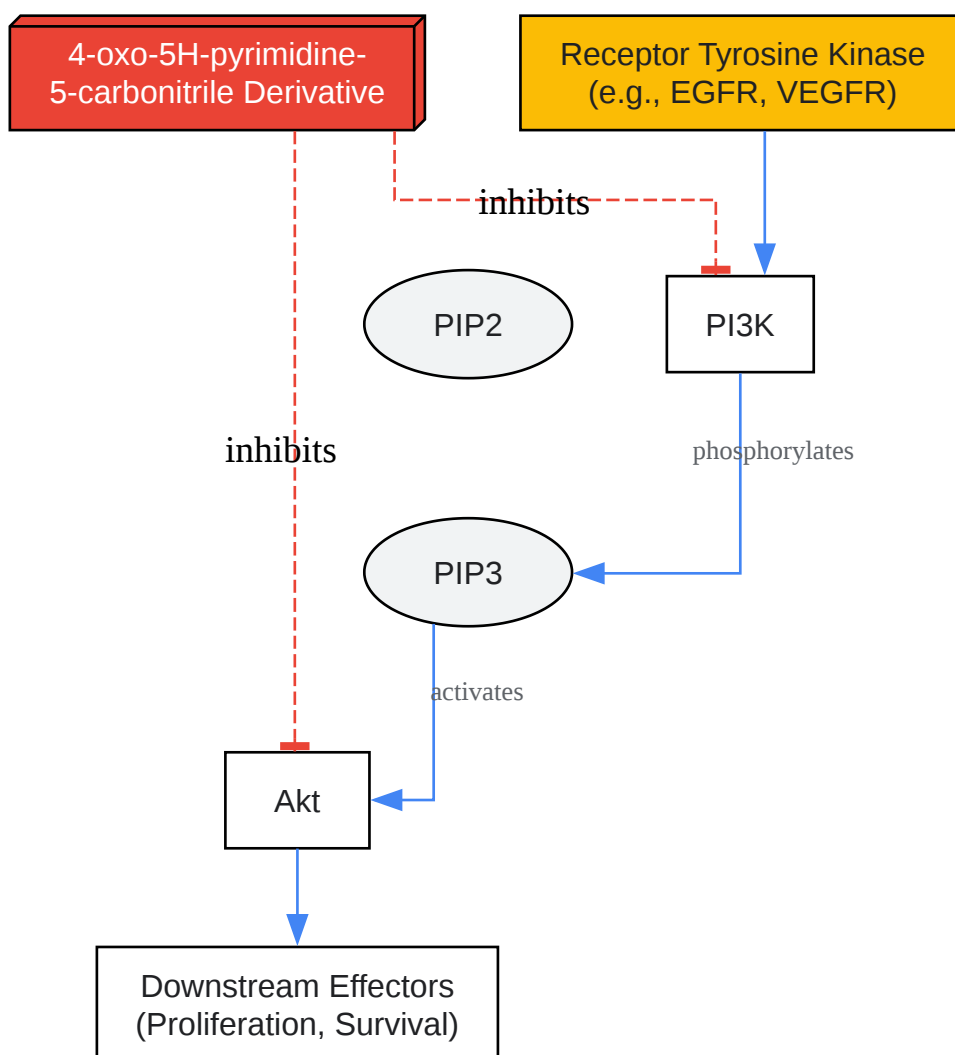 4-oxo-5H-pyrimidine-
5-carbonitrile Derivative
Receptor Tyrosine Kinase
(e.g., EGFR, VEGFR)
inhibits
PIP2
PI3K
inhibits
phosphorylates
PIP3
activates
Akt
Downstream Effectors
(Proliferation, Survival)